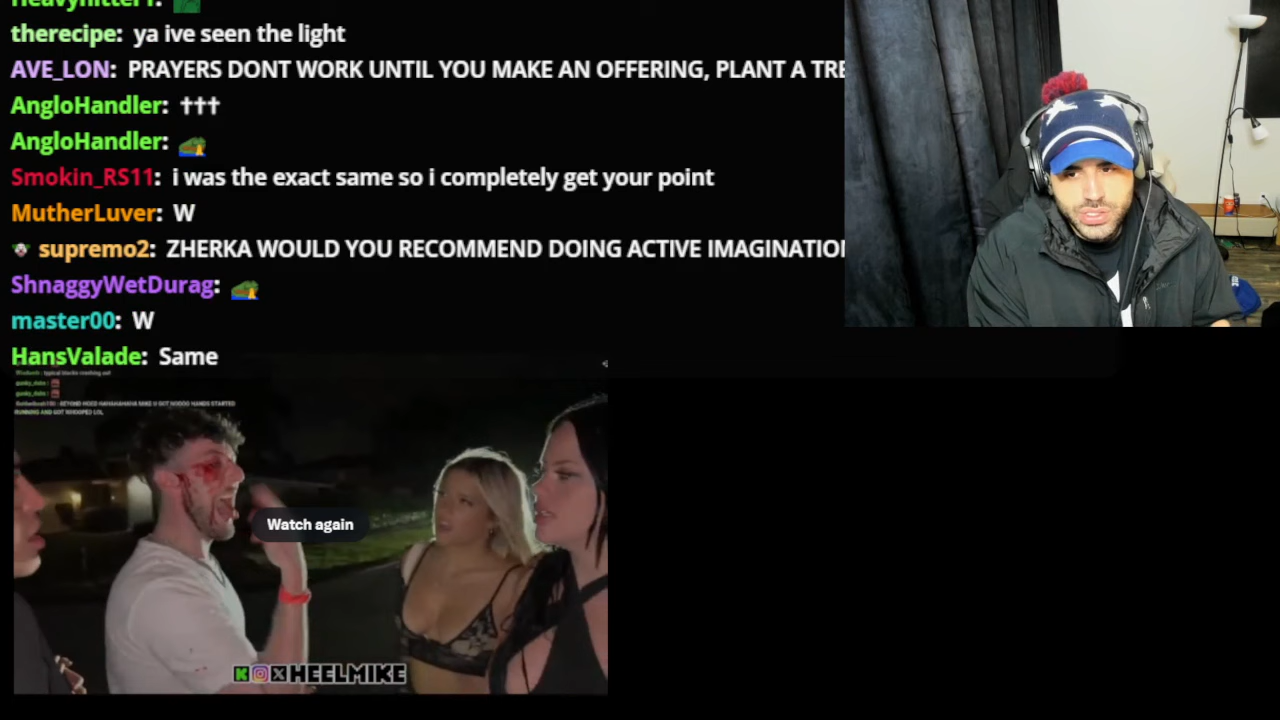 Heavyhitter1:
therecipe: ya ive seen the light
AVE_LON: PRAYERS DONT WORK UNTIL YOU MAKE AN OFFERING, PLANT A TRE
AngloHandler: †††
AngloHandler:
Smokin_RS11: i was the exact same so i completely get your point
MutherLuver: W
supremo2: ZHERKA WOULD YOU RECOMMEND DOING ACTIVE IMAGINATIO
ShnaggyWetDurag:
master00: W
HansValade: Same
Watch again
HEELMIKE